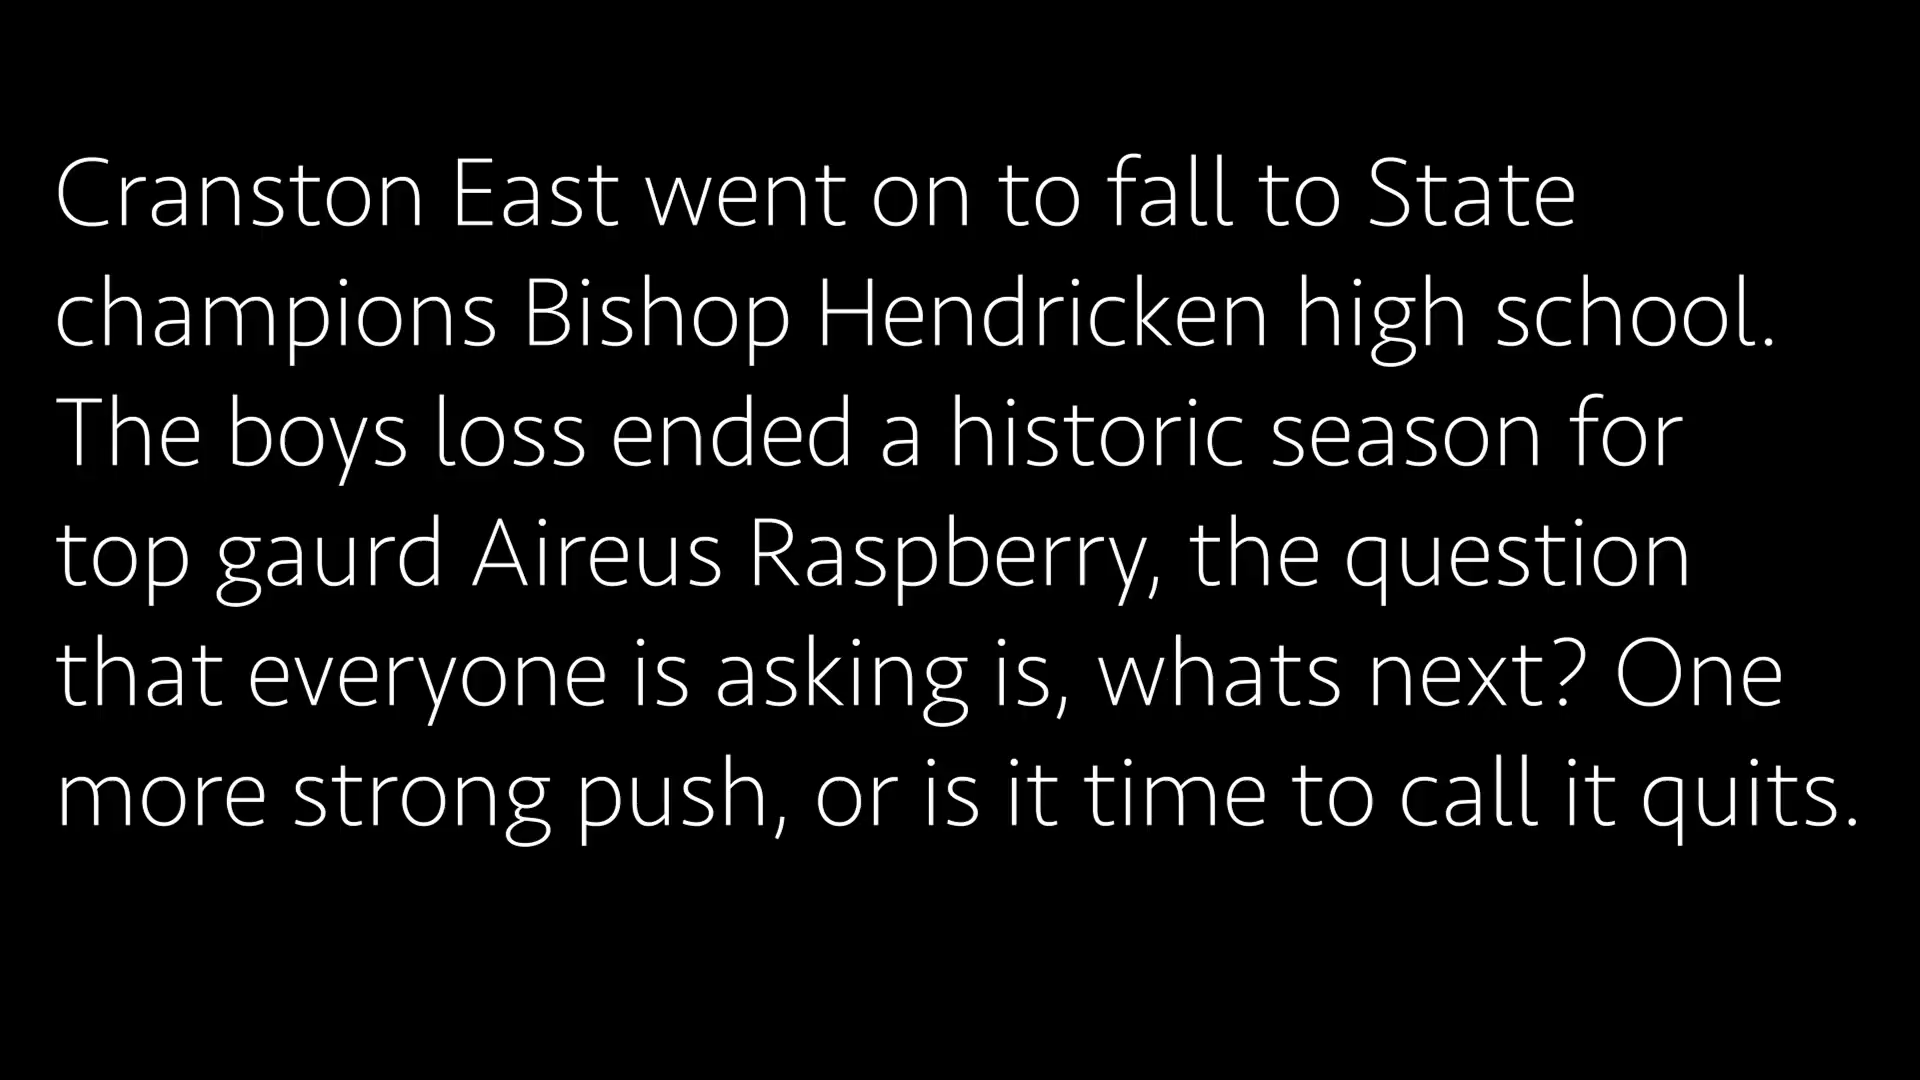 Cranston East went on to fall to State
champions Bishop Hendricken high school.
The boys loss ended a historic season for
top gaurd Aireus Raspberry, the question
that everyone is asking is, whats next? One
more strong push, or is it time to call it quits.